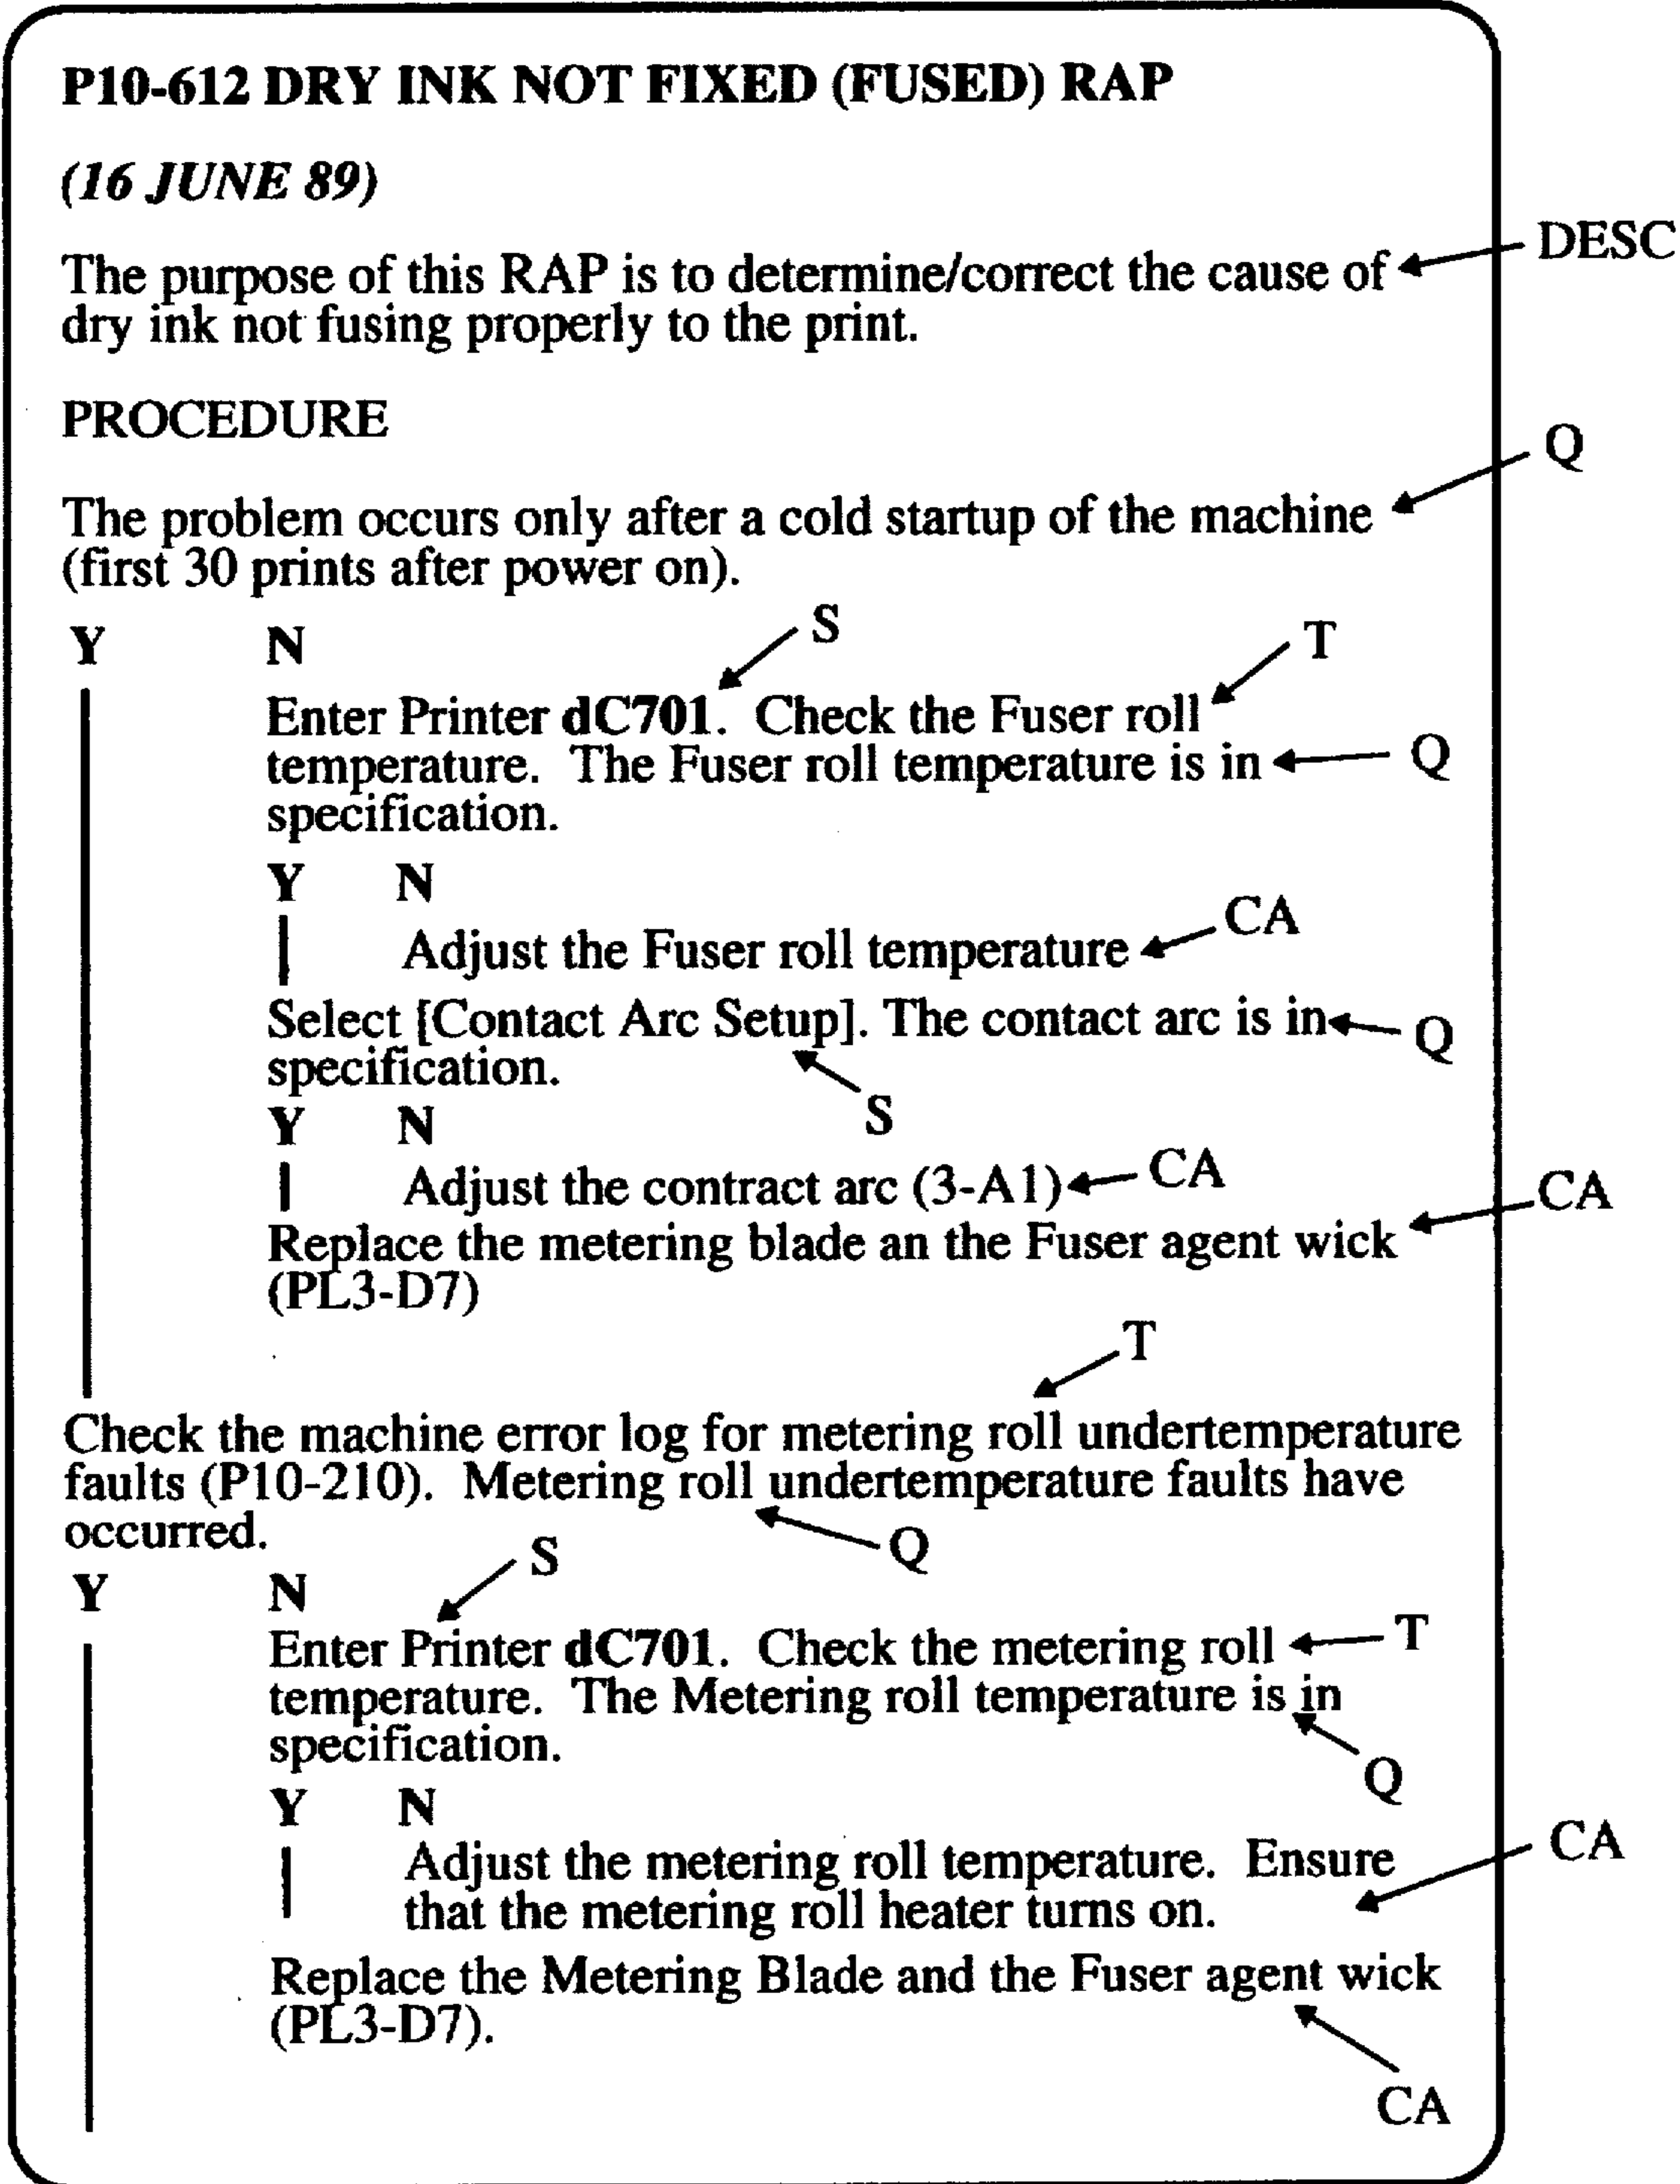 P10-612 DRY INK NOT FIXED (FUSED) RAP
(16 JUNE 89)
DESC
The purpose of this RAP is to determine/correct the cause of
dry ink not fusing properly to the print.
PROCEDURE
Q
The problem occurs only after a cold startup of the machine
(first 30 prints after power on).
S
Y N
T
Enter Printer dC701. Check the Fuser roll
temperature. The Fuser roll temperature is in
Q
specification.
Y N
CA
Adjust the Fuser roll temperature
Select [Contact Arc Setup]. The contact arc is in
Q
specification.
S
Y N
Adjust the contract arc (3-A1)
CA
CA
Replace the metering blade an the Fuser agent wick
(PL3-D7)
T
Check the machine error log for metering roll undertemperature
faults (P10-210). Metering roll undertemperature faults have
occurred.
Q
S
Y N
Enter Printer dC701. Check the metering roll
T
temperature. The Metering roll temperature is in
specification.
Q
Y N
CA
Adjust the metering roll temperature. Ensure
that the metering roll heater turns on.
Replace the Metering Blade and the Fuser agent wick
(PL3-D7).
CA